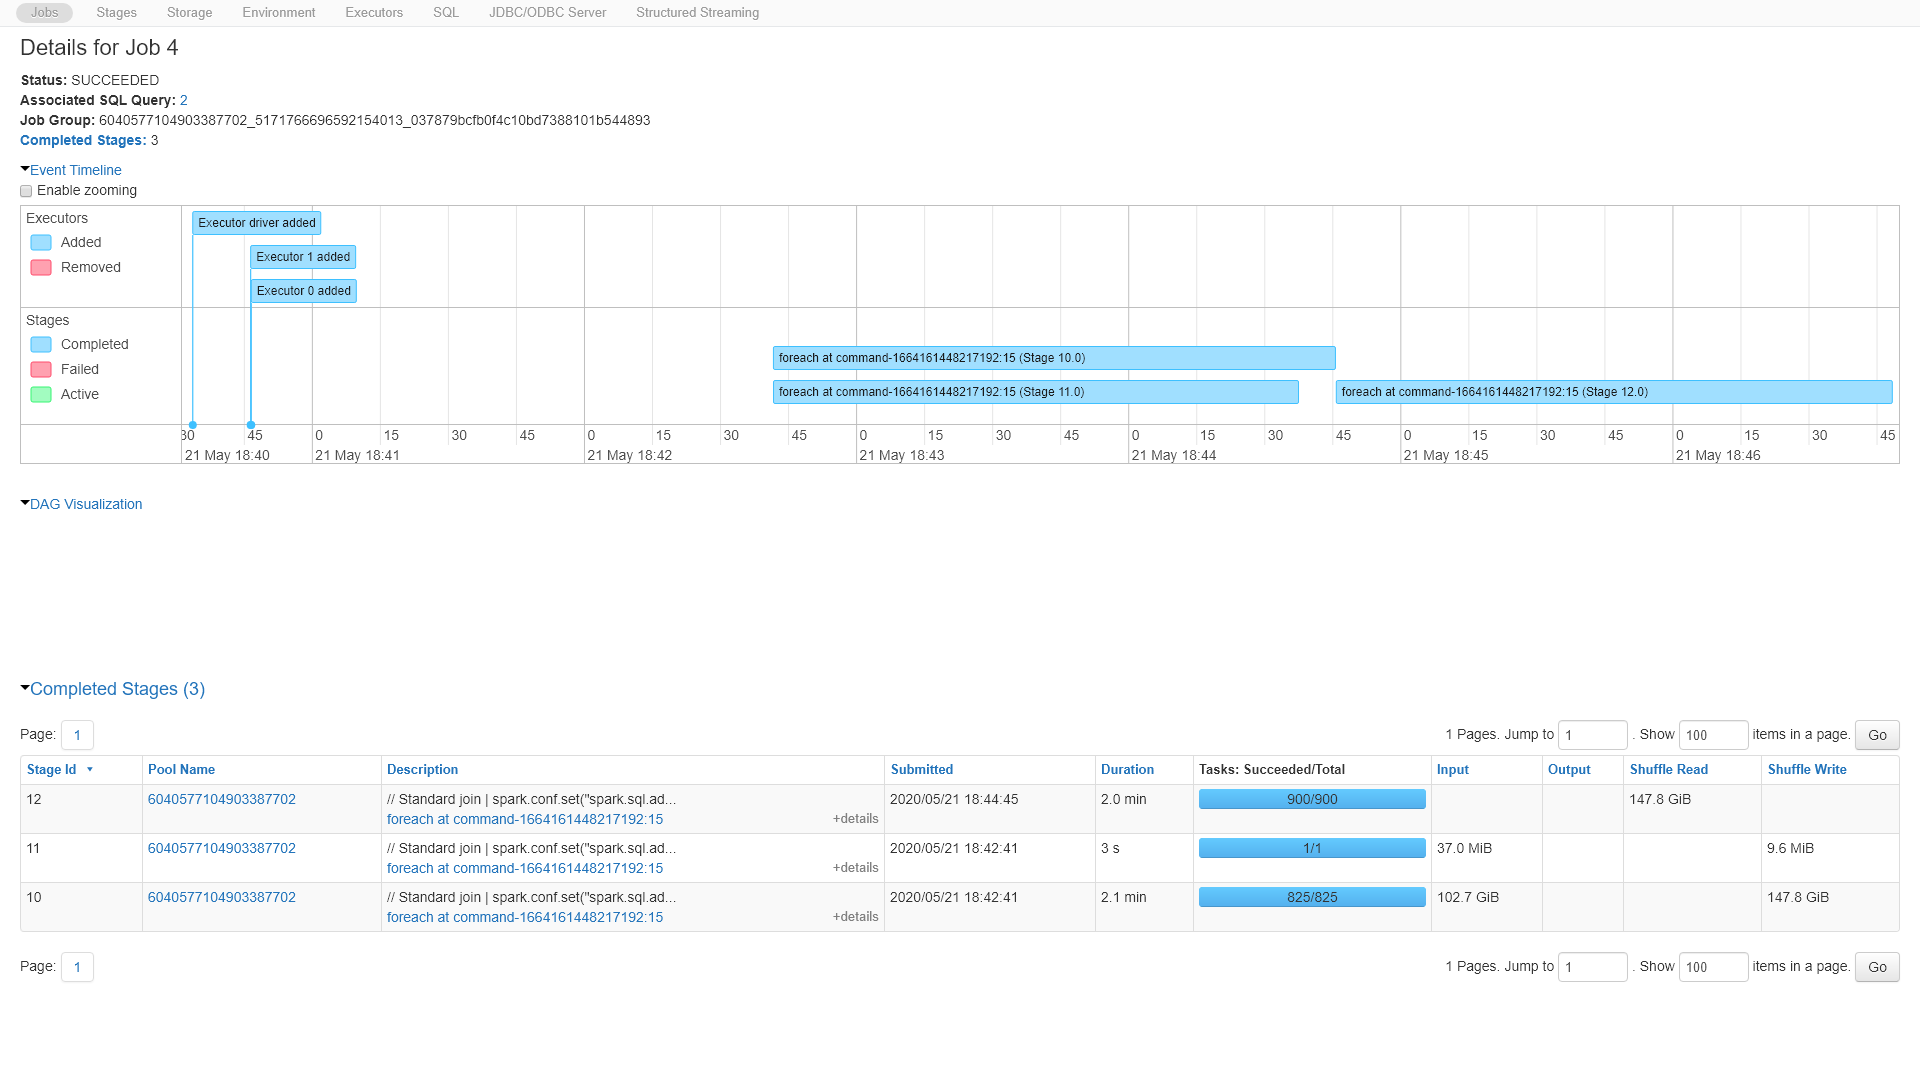 Jobs Stages Storage Environment Executors SQL JDBC/ODBC Server Structured Streaming
Details for Job 4
Status: SUCCEEDED
Associated SQL Query: 2
Job Group: 6040577104903387702_5171766696592154013_037879bcfb0f4c10bd7388101b544893
Completed Stages: 3
Event Timeline
Enable zooming
Executors
Added
Removed
Executor driver added
Executor 1 added
Executor 0 added
Stages
Completed
Failed
Active
foreach at command-1664161448217192:15 (Stage 10.0)
foreach at command-1664161448217192:15 (Stage 11.0) foreach at command-1664161448217192:15 (Stage 12.0)
30 45 0 15 30 45 0 15 30 45 0 15 30 45 0 15 30 45 0 15 30 45 0 15 30 45
21 May 18:40 21 May 18:41 21 May 18:42 21 May 18:43 21 May 18:44 21 May 18:45 21 May 18:46
DAG Visualization
Completed Stages (3)
Page: 1 1 Pages. Jump to 1 . Show 100 items in a page. Go
Stage Id Pool Name Description Submitted Duration Tasks: Succeeded/Total Input Output Shuffle Read Shuffle Write
12 6040577104903387702 // Standard join | spark.conf.set("spark.sql.ad... 2020/05/21 18:44:45 2.0 min 900/900 147.8 GiB
foreach at command-1664161448217192:15 +details
11 6040577104903387702 // Standard join | spark.conf.set("spark.sql.ad... 2020/05/21 18:42:41 3 s 1/1 37.0 MiB 9.6 MiB
foreach at command-1664161448217192:15 +details
10 6040577104903387702 // Standard join | spark.conf.set("spark.sql.ad... 2020/05/21 18:42:41 2.1 min 825/825 102.7 GiB 147.8 GiB
foreach at command-1664161448217192:15 +details
Page: 1 1 Pages. Jump to 1 . Show 100 items in a page. Go